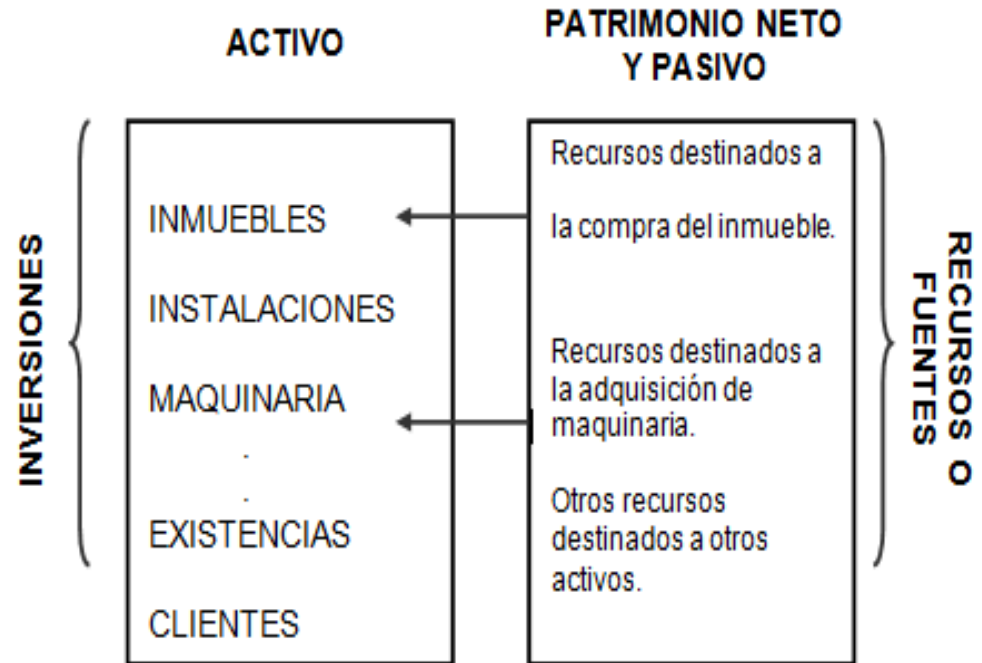 ACTIVO
PATRIMONIO NETO
Y PASIVO
INVERSIONES
INMUEBLES
INSTALACIONES
MAQUINARIA
.
.
EXISTENCIAS
CLIENTES
Recursos destinados a
la compra del inmueble.
Recursos destinados a
la adquisición de
maquinaria.
Otros recursos
destinados a otros
activos.
RECURSOS O
FUENTES